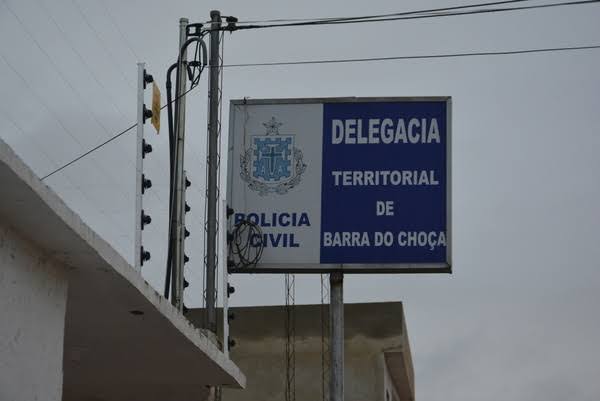 POLICIA
CIVIL
DELEGACIA
TERRITORIAL
DE
BARRA DO CHOÇA